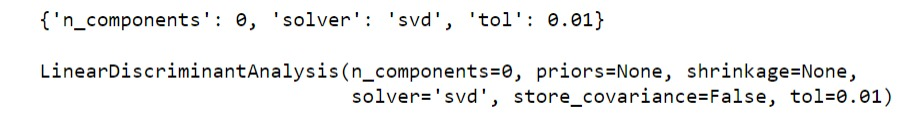 {'n_components': 0, 'solver': 'svd', 'tol': 0.01}
LinearDiscriminantAnalysis(n_components=0, priors=None, shrinkage=None,
solver='svd', store_covariance=False, tol=0.01)